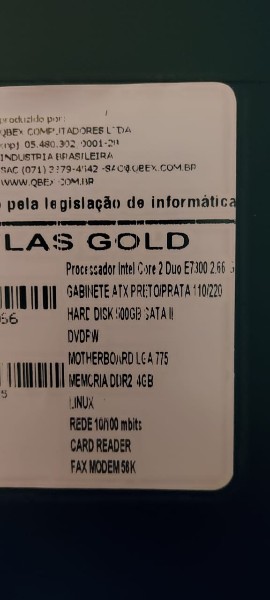 produzido por:
QBEX COMPUTADORES LTDA
cnpj 05.480.302 0001-20
INDUSTRIA BRASILEIRA
SAC (071) 2379-4642 -SAC@QBEX.COM.BR
WWW.QBEX.COM.BR
pela legislação de informática
LAS GOLD
Processador Intel Core 2 Duo E7300 2.66 G
GABINETE ATX PRETO/PRATA 110/220
HARD DISK 500GB SATA II
66
DVDRW
MOTHERBOARD LGA 775
MEMORIA DDR2 4GB
5
LINUX
REDE 10/100 mbits
CARD READER
FAX MODEM 56K